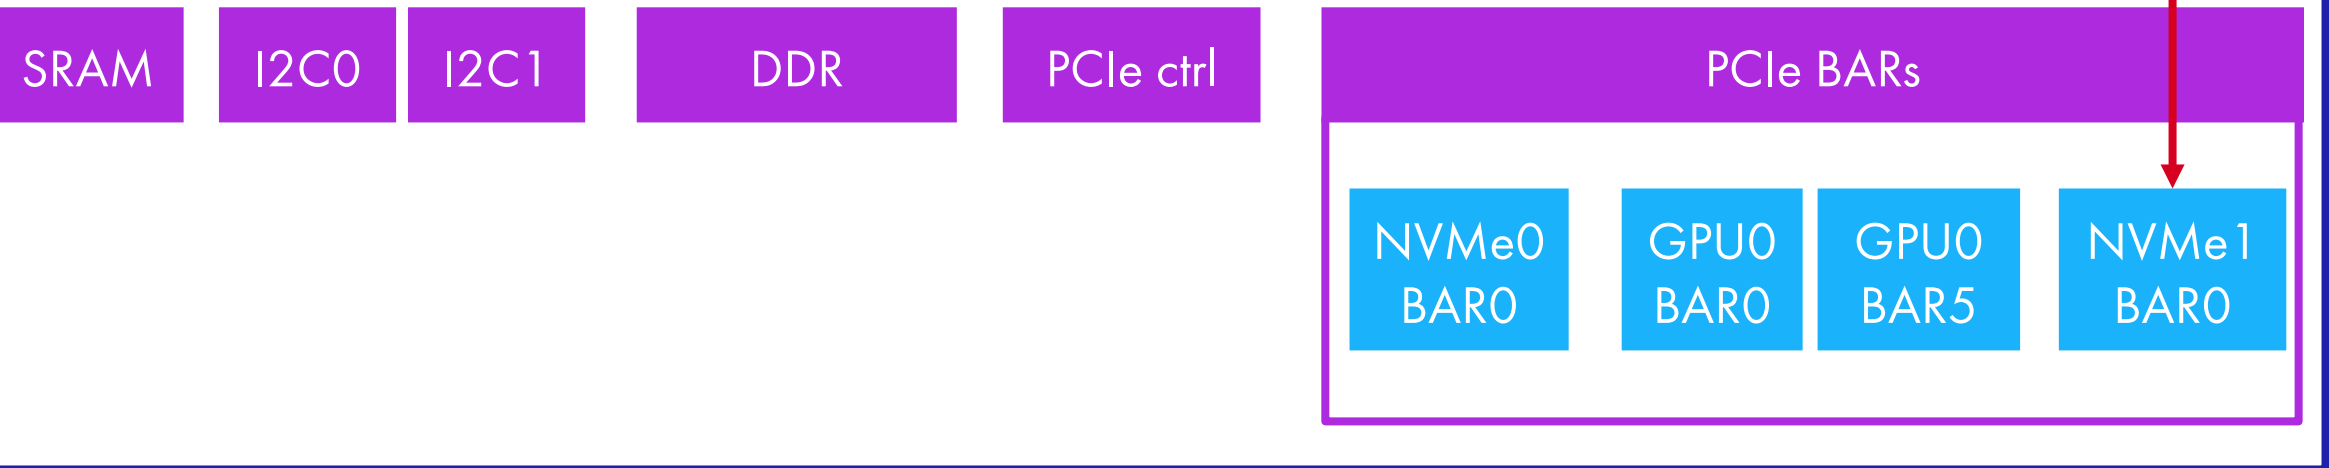 SRAM
I2C0
I2C1
DDR
PCIe ctrl
PCIe BARs
NVMe0
BAR0
GPU0
BAR0
GPU0
BAR5
NVMe1
BAR0